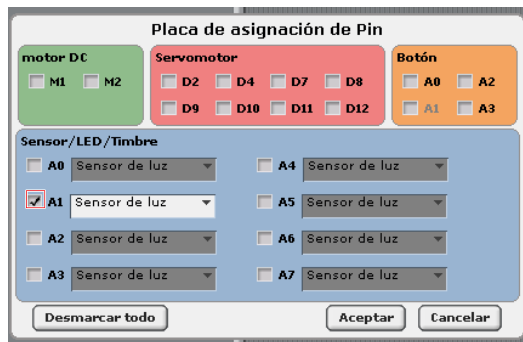 Placa de asignación de Pin
motor DC Servomotor Botón
M1 M2 D2 D4 D7 D8 A0 A2
D9 D10 D11 D12 A1 A3
Sensor/LED/Timbre
A0 Sensor de luz A4 Sensor de luz
A1 Sensor de luz A5 Sensor de luz
A2 Sensor de luz A6 Sensor de luz
A3 Sensor de luz A7 Sensor de luz
Desmarcar todo Aceptar Cancelar